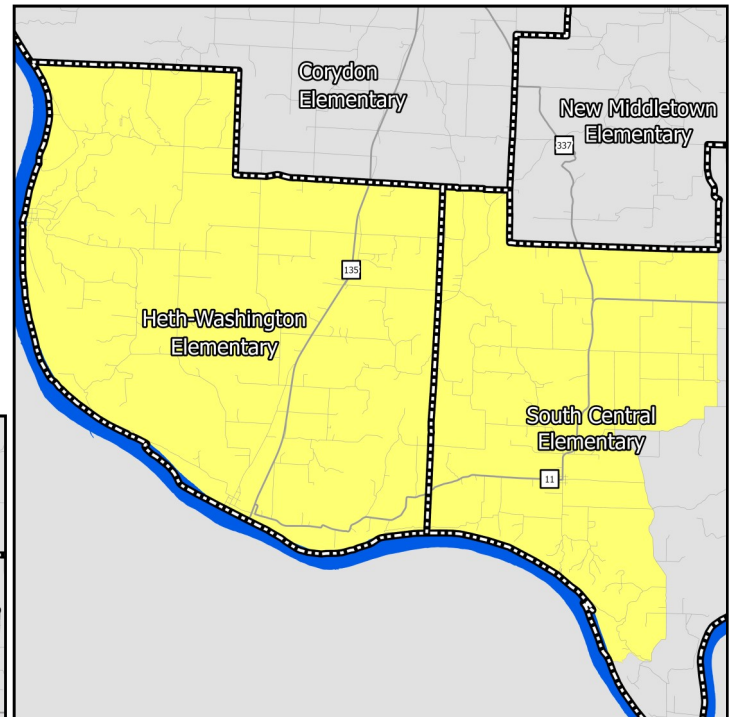 Corydon
Elementary
New Middletown
Elementary
337
135
Heth-Washington
Elementary
South Central
Elementary
11